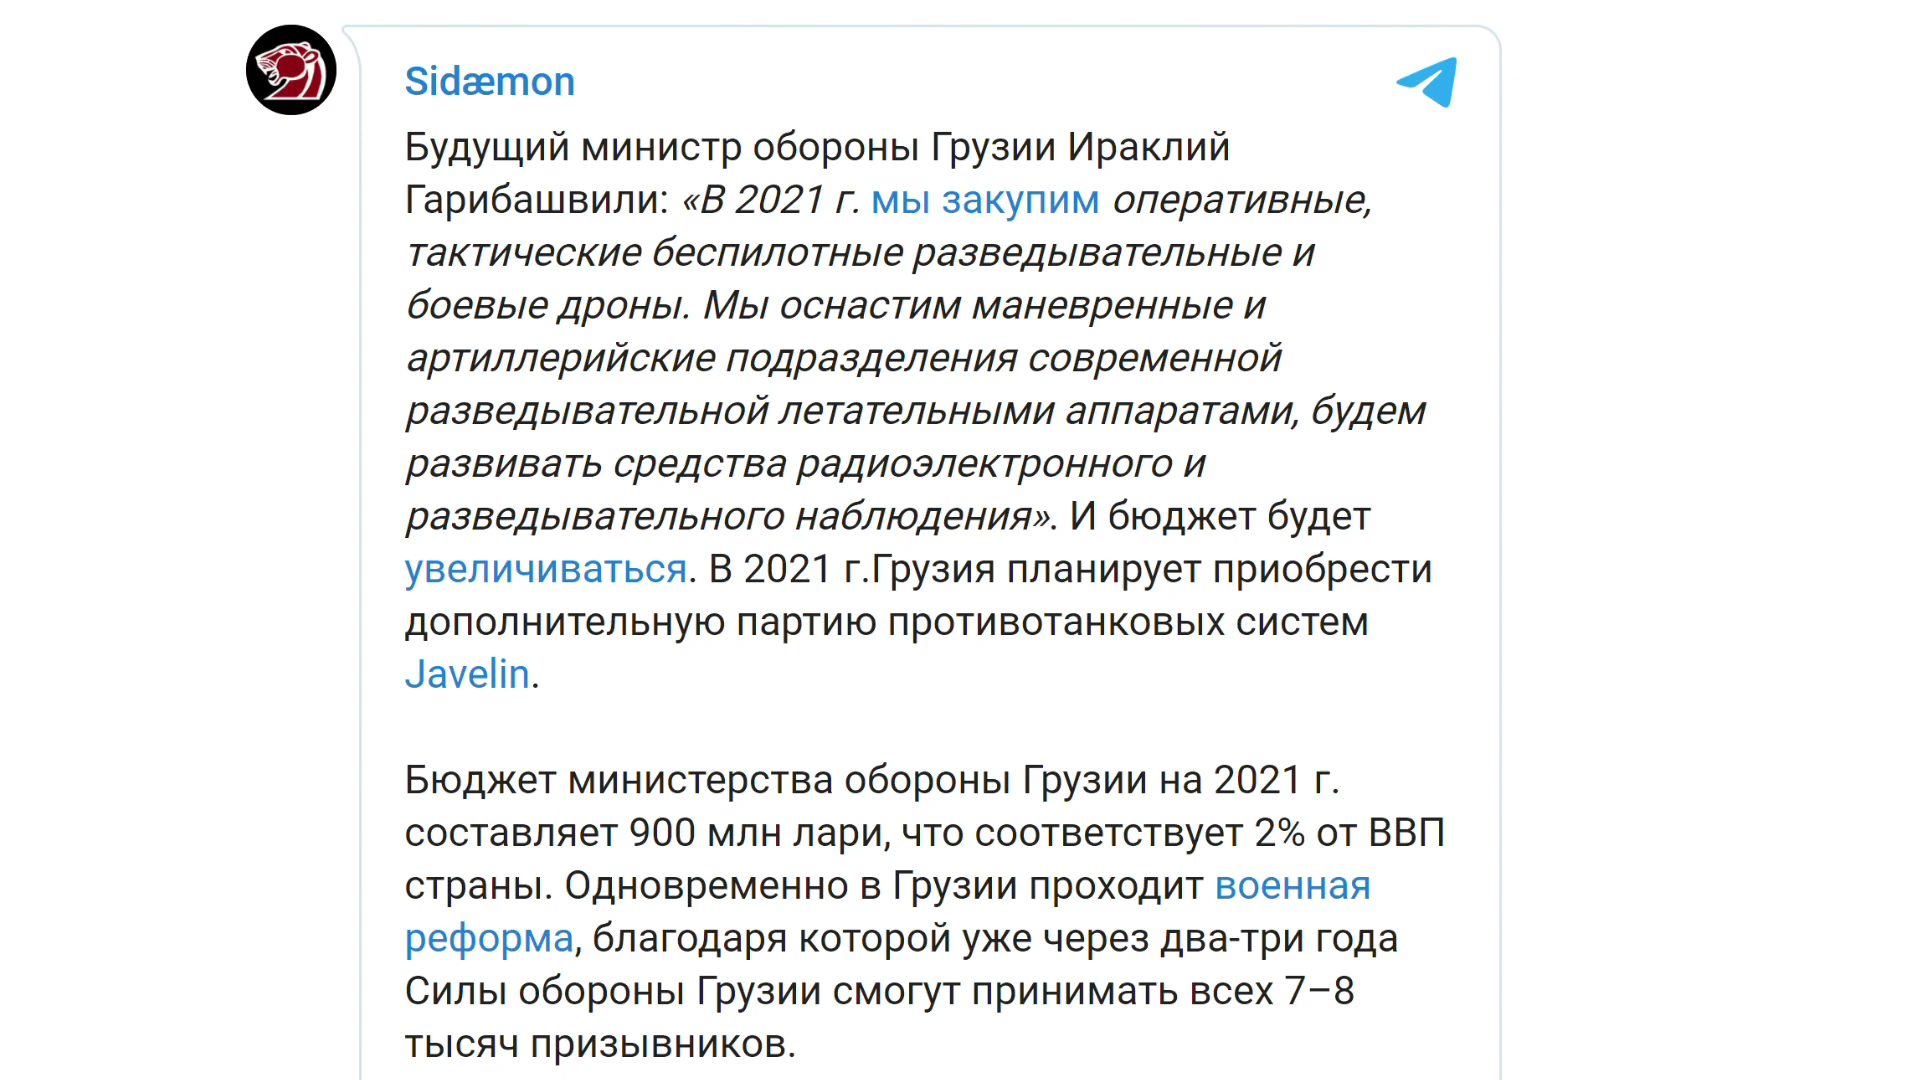 Sidæmon
Будущий министр обороны Грузии Ираклий
Гарибашвили: «В 2021 г. мы закупим оперативные,
тактические беспилотные разведывательные и
боевые дроны. Мы оснастим маневренные и
артиллерийские подразделения современной
разведывательной летательными аппаратами, будем
развивать средства радиоэлектронного и
разведывательного наблюдения». И бюджет будет
увеличиваться. В 2021 г.Грузия планирует приобрести
дополнительную партию противотанковых систем
Javelin.
Бюджет министерства обороны Грузии на 2021 г.
составляет 900 млн лари, что соответствует 2% от ВВП
страны. Одновременно в Грузии проходит военная
реформа, благодаря которой уже через два-три года
Силы обороны Грузии смогут принимать всех 7–8
тысяч призывников.